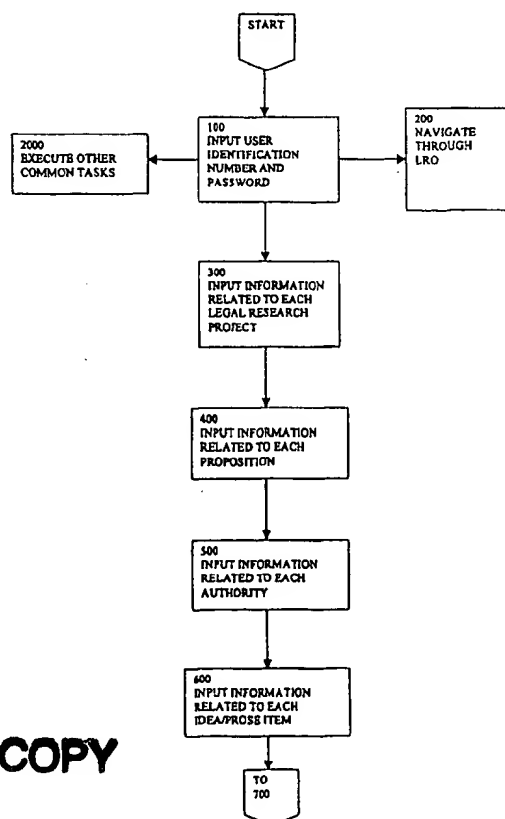 START
100
INPUT USER
IDENTIFICATION
NUMBER AND
PASSWORD
2000
EXECUTE OTHER
COMMON TASKS
200
NAVIGATE
THROUGH
LRO
300
INPUT INFORMATION
RELATED TO EACH
LEGAL RESEARCH
PROJECT
400
INPUT INFORMATION
RELATED TO EACH
PROPOSITION
500
INPUT INFORMATION
RELATED TO EACH
AUTHORITY
600
INPUT INFORMATION
RELATED TO EACH
IDEA/PROSE ITEM
COPY
TO
700